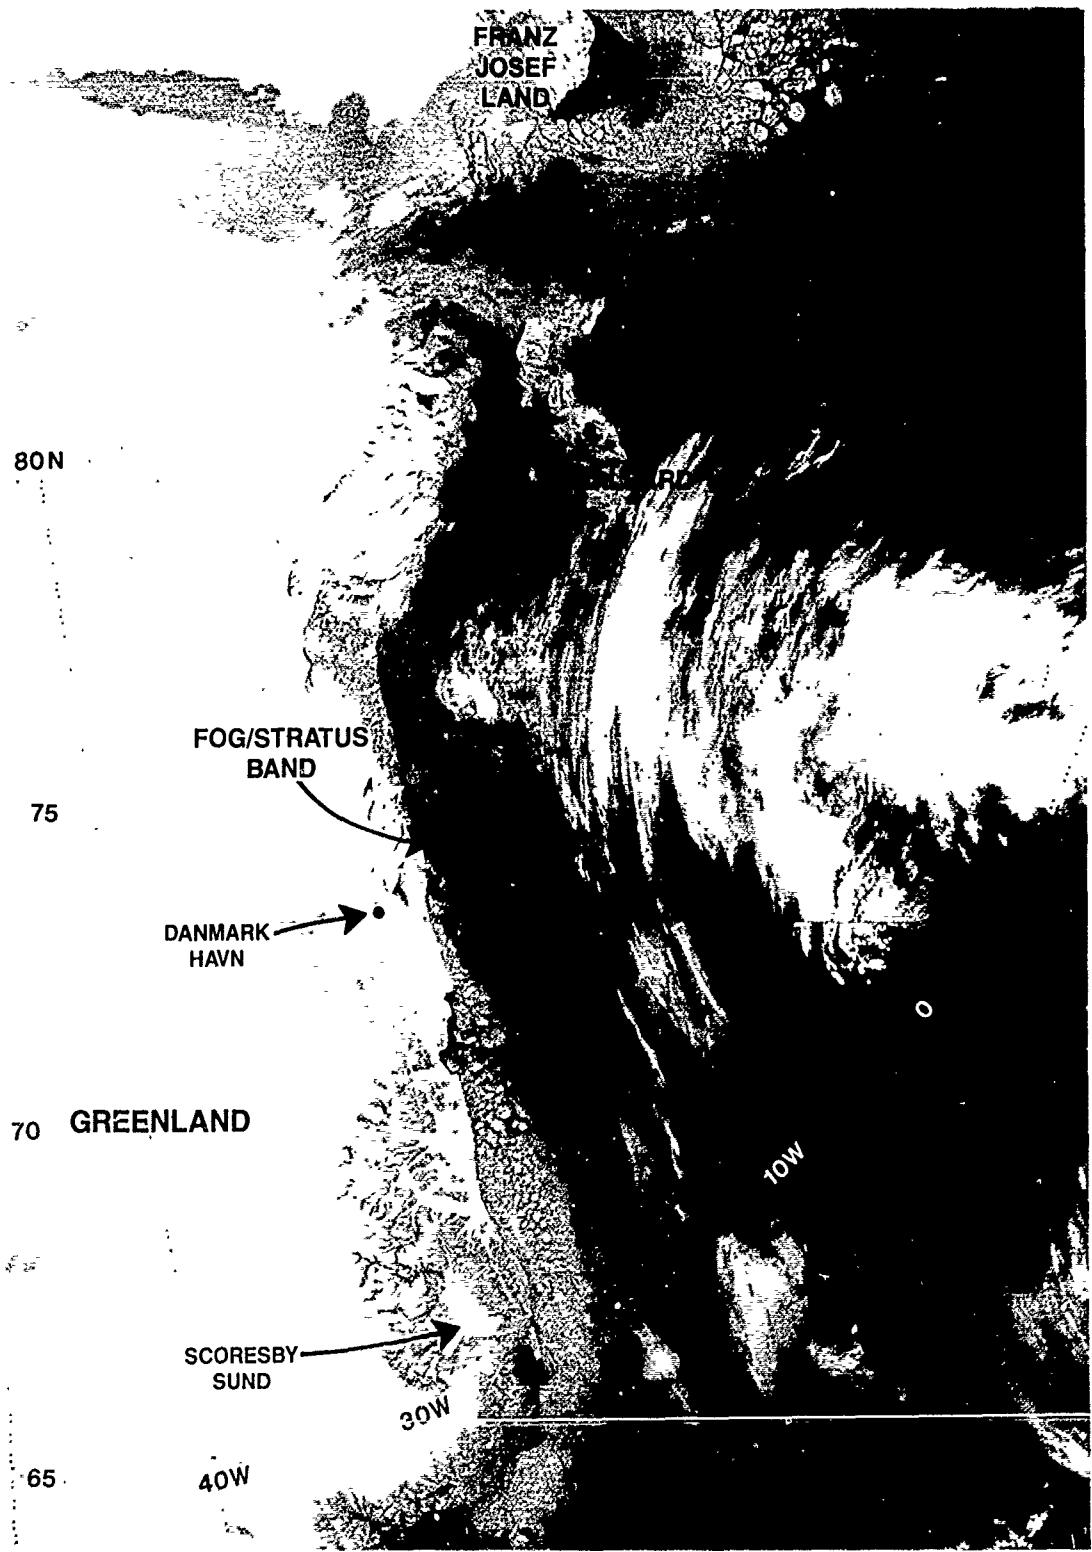 FRANZ
JOSEF
LAND
80N
FOG/STRATUS
BAND
75
DANMARK
HAVN
0
70
GREENLAND
10W
SCORESBY
SUND
30W
40W
65